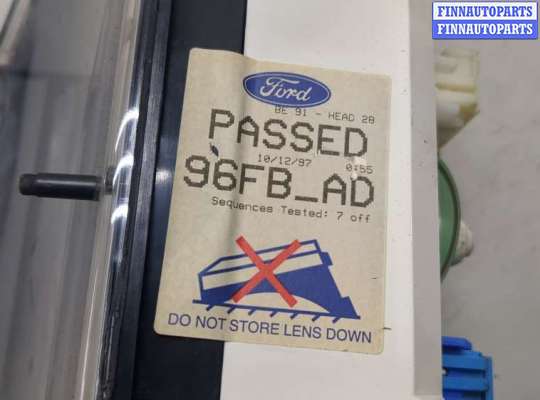 FINNAUTOPARTS
FINNAUTOPARTS
Ford
BE 91 - HEAD 28
PASSED
10/12/97 0:55
96FB_AD
Sequences Tested: 7 off
DO NOT STORE LENS DOWN